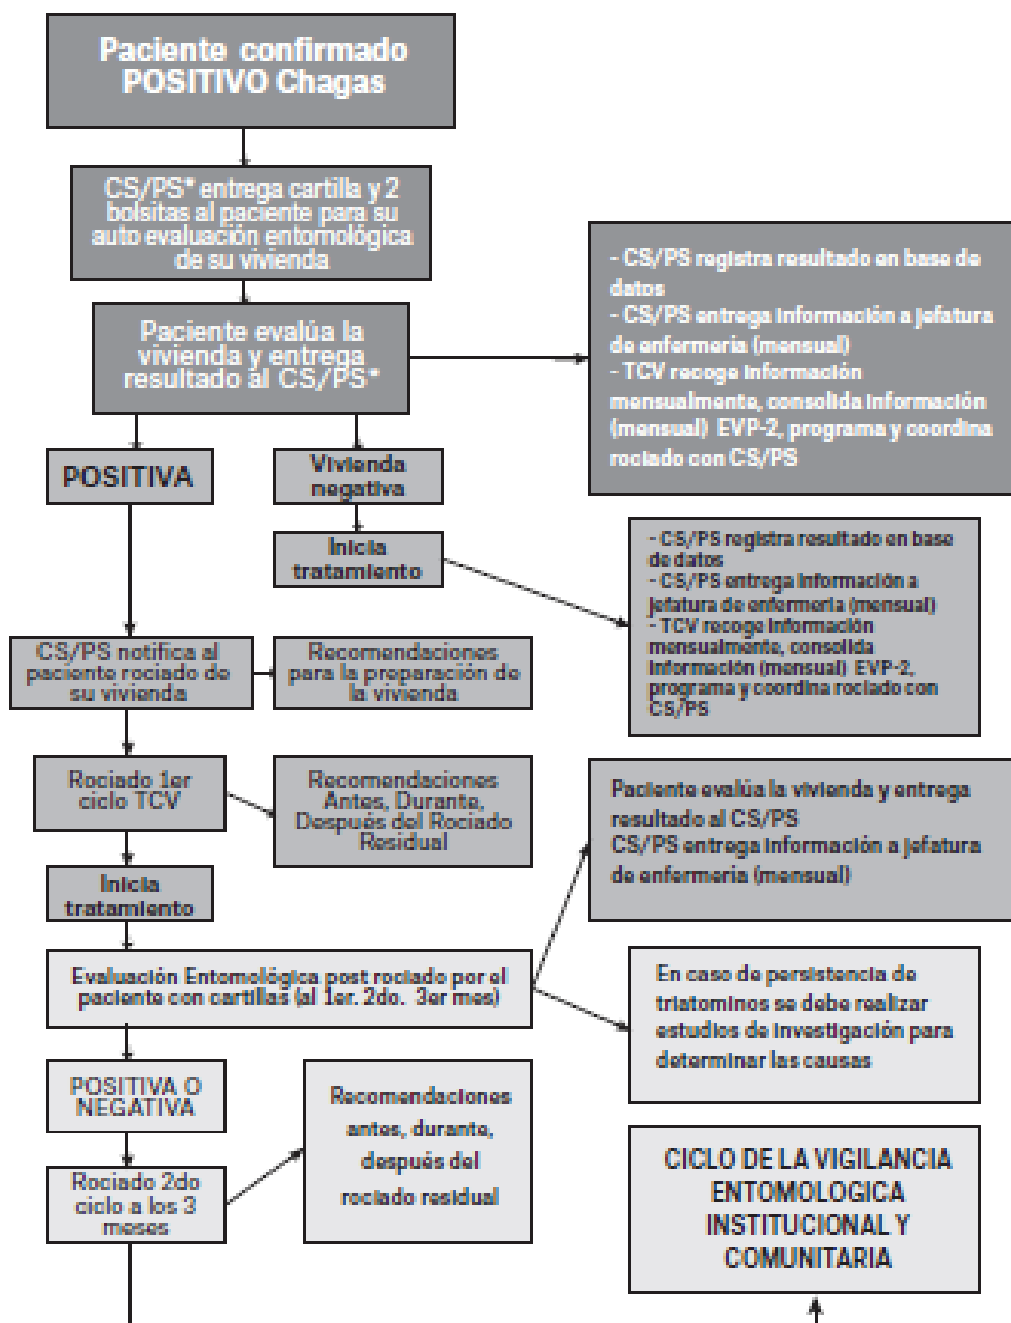 Paciente confirmado
POSITIVO Chagas
CS/PS* entrega cartilla y 2
bolsitas al paciente para su
auto evaluación entomológica
de su vivienda
Paciente evalúa la
vivienda y entrega
resultado al CS/PS*
- CS/PS registra resultado en base de
datos
- CS/PS entrega información a jefatura
de enfermería (mensual)
- TCV recoge información
mensualmente, consolida información
(mensual) EVP-2, programa y coordina
rociado con CS/PS
POSITIVA
Vivienda
negativa
Inicia
tratamiento
- CS/PS registra resultado en base
de datos
- CS/PS entrega información a
jefatura de enfermería (mensual)
- TCV recoge información
mensualmente, consolida
información (mensual) EVP-2,
programa y coordina rociado con
CS/PS
CS/PS notifica al
paciente rociado de
su vivienda
Recomendaciones
para la preparación de
la vivienda
Rociado 1er
ciclo TCV
Recomendaciones
Antes, Durante,
Después del Rociado
Residual
Inicia
tratamiento
Paciente evalúa la vivienda y entrega
resultado al CS/PS
CS/PS entrega información a jefatura
de enfermería (mensual)
Evaluación Entomológica post rociado por el
paciente con cartillas (al 1er. 2do. 3er mes)
En caso de persistencia de
triatominos se debe realizar
estudios de investigación para
determinar las causas
POSITIVA O
NEGATIVA
Rociado 2do
ciclo a los 3
meses
Recomendaciones
antes, durante,
después del
rociado residual
CICLO DE LA VIGILANCIA
ENTOMOLOGICA
INSTITUCIONAL Y
COMUNITARIA